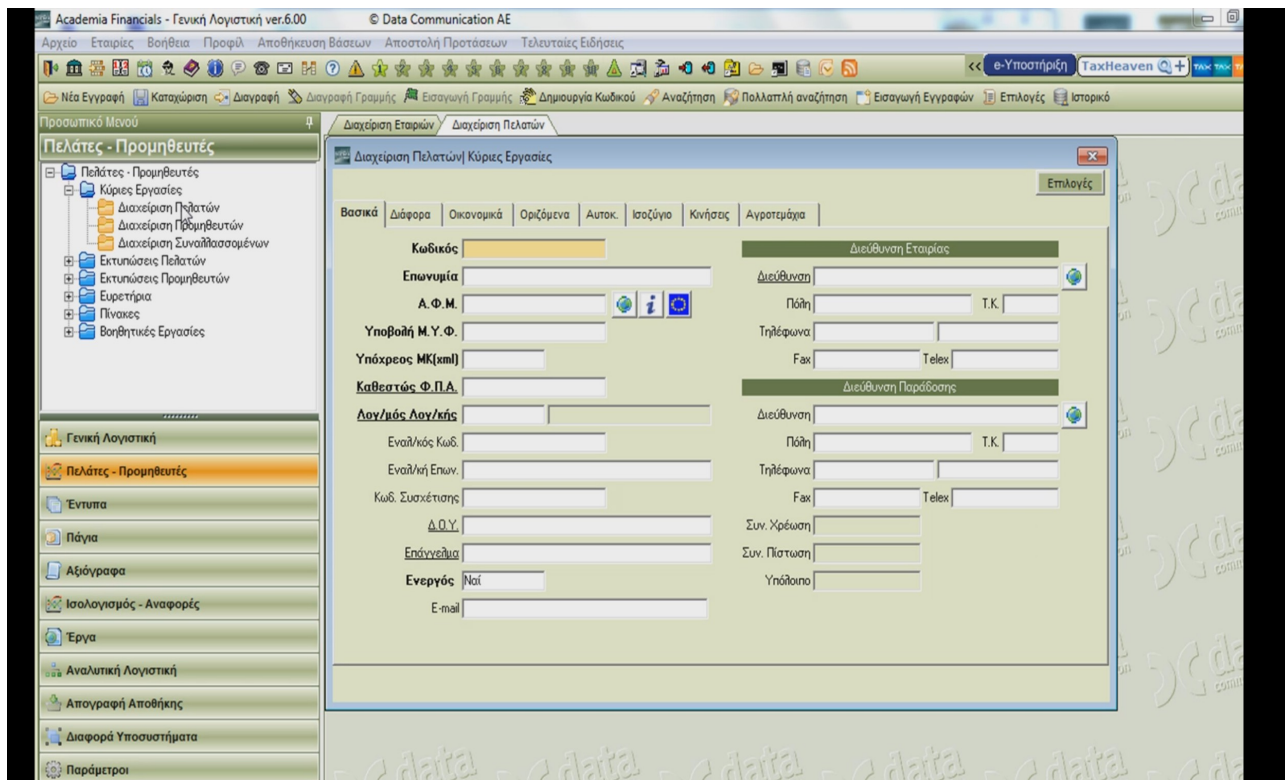 Academia Financials - Γενική Λογιστική ver.6.00 © Data Communication AE
Αρχείο Εταιρίες Βοήθεια Προφίλ Αποθήκευση Βάσεων Αποστολή Προτάσεων Τελευταίες Ειδήσεις
<< e-Υποστήριξη TaxHeaven TAX TAX
Νέα Εγγραφή Καταχώριση Διαγραφή Διαγραφή Γραμμής Εισαγωγή Γραμμής Δημιουργία Κωδικού Αναζήτηση Πολλαπλή αναζήτηση Εισαγωγή Εγγραφών Επιλογές Ιστορικό
Προσωπικό Μενού
Διαχείριση Εταιριών Διαχείριση Πελατών
Πελάτες - Προμηθευτές
Πελάτες - Προμηθευτές
Κύριες Εργασίες
Διαχείριση Πελατών
Διαχείριση Προμηθευτών
Διαχείριση Συναλλασσομένων
Εκτυπώσεις Πελατών
Εκτυπώσεις Προμηθευτών
Ευρετήρια
Πίνακες
Βοηθητικές Εργασίες
Γενική Λογιστική
Πελάτες - Προμηθευτές
Έντυπα
Πάγια
Αξιόγραφα
Ισολογισμός - Αναφορές
Έργα
Αναλυτική Λογιστική
Απογραφή Αποθήκης
Διαφορά Υποσυστήματα
Παράμετροι
Διαχείριση Πελατών| Κύριες Εργασίες
Επιλογές
Βασικά Διάφορα Οικονομικά Οριζόμενα Αυτοκ. Ισοζύγιο Κινήσεις Αγροτεμάχια
Κωδικός
Επωνυμία
Α.Φ.Μ.
Υποβολή Μ.Υ.Φ.
Υπόχρεος ΜΚ(xml)
Καθεστώς Φ.Π.Α.
Λογ/μός Λογ/κής
Εναλ/κός Κωδ.
Εναλ/κή Επων.
Κωδ. Συσχέτισης
Δ.Ο.Υ.
Επάγγελμα
Ενεργός Ναί
E-mail
Διεύθυνση Εταιρίας
Διεύθυνση
Πόλη Τ.Κ.
Τηλέφωνα
Fax Telex
Διεύθυνση Παράδοσης
Διεύθυνση
Πόλη Τ.Κ.
Τηλέφωνα
Fax Telex
Συν. Χρέωση
Συν. Πίστωση
Υπόλοιπο
data data data data